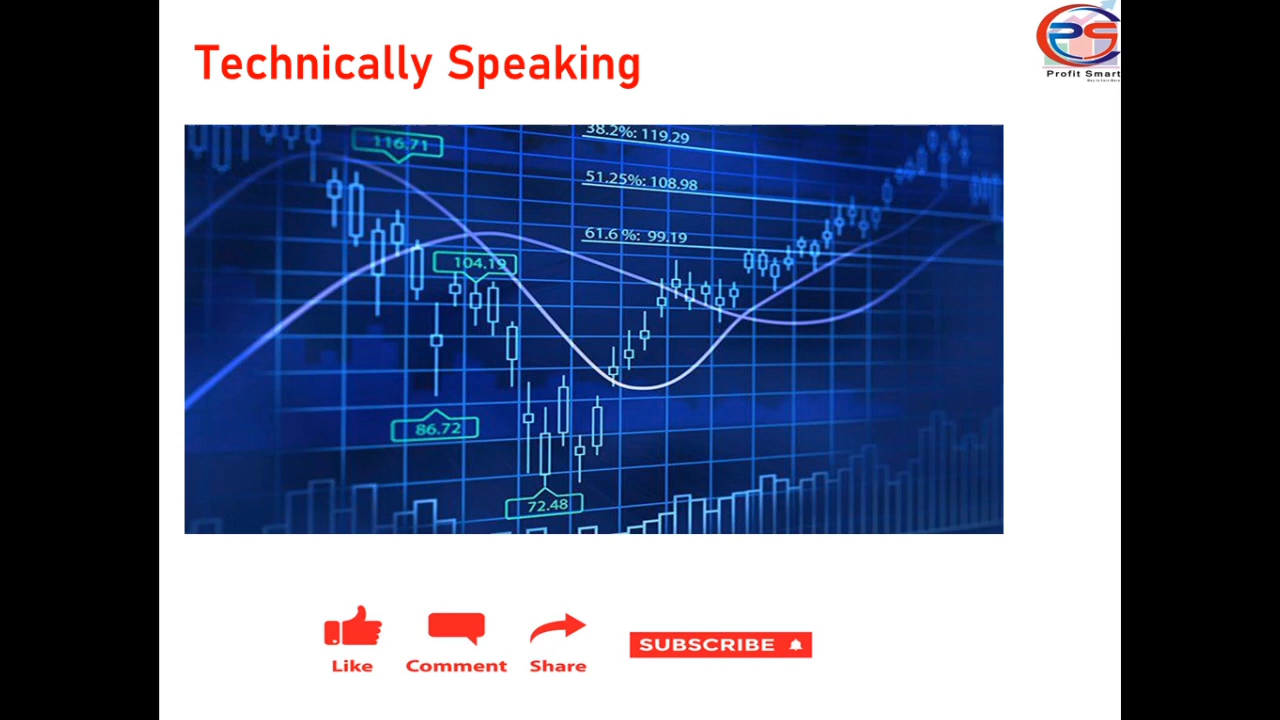 Technically Speaking
PS
Profit Smart
116.71
38.2%: 119.29
51.25%: 108.98
61.6 %: 99.19
104.19
86.72
72.48
Like
Comment
Share
SUBSCRIBE